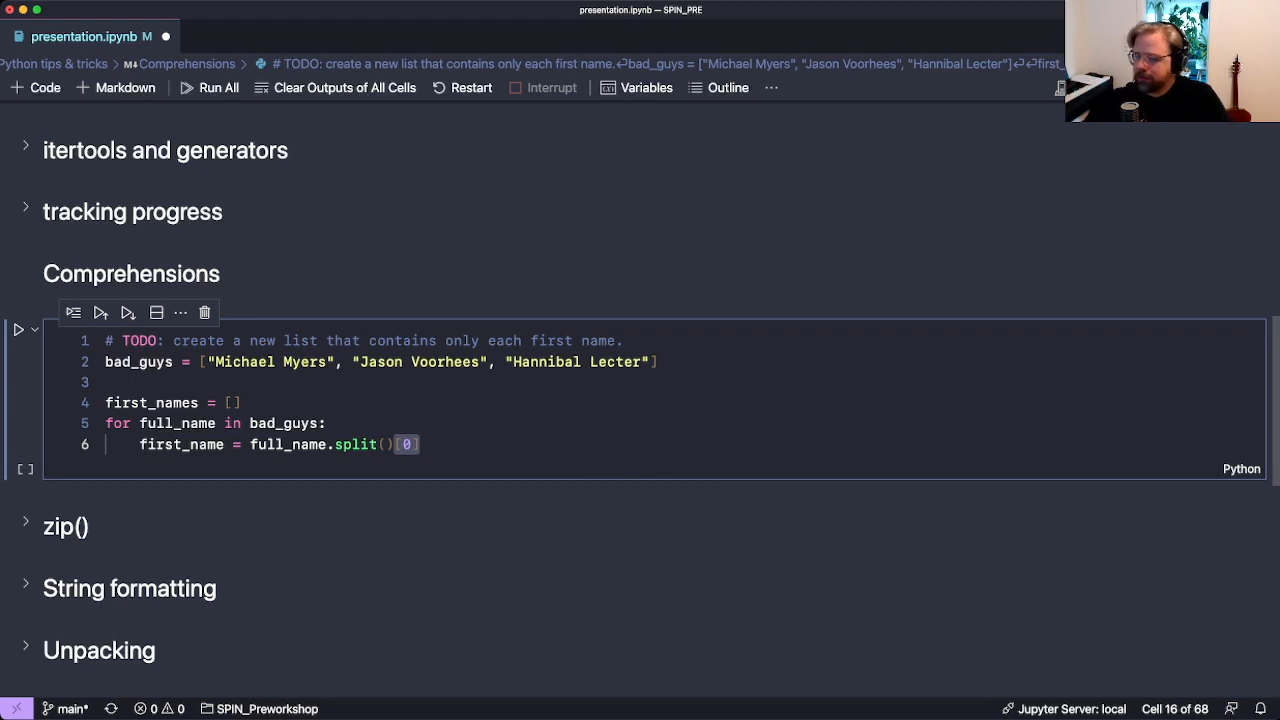 presentation.ipynb — SPIN_PRE
presentation.ipynb M
Python tips & tricks > M↓Comprehensions > # TODO: create a new list that contains only each first name.↵bad_guys = ["Michael Myers", "Jason Voorhees", "Hannibal Lecter"]↵↵first_
+ Code + Markdown Run All Clear Outputs of All Cells Restart Interrupt Variables Outline ...
itertools and generators
tracking progress
Comprehensions
1 # TODO: create a new list that contains only each first name.
2 bad_guys = ["Michael Myers", "Jason Voorhees", "Hannibal Lecter"]
3
4 first_names = []
5 for full_name in bad_guys:
6 first_name = full_name.split()[0]
[ ] Python
zip()
String formatting
Unpacking
main* 0 0 SPIN_Preworkshop Jupyter Server: local Cell 16 of 68